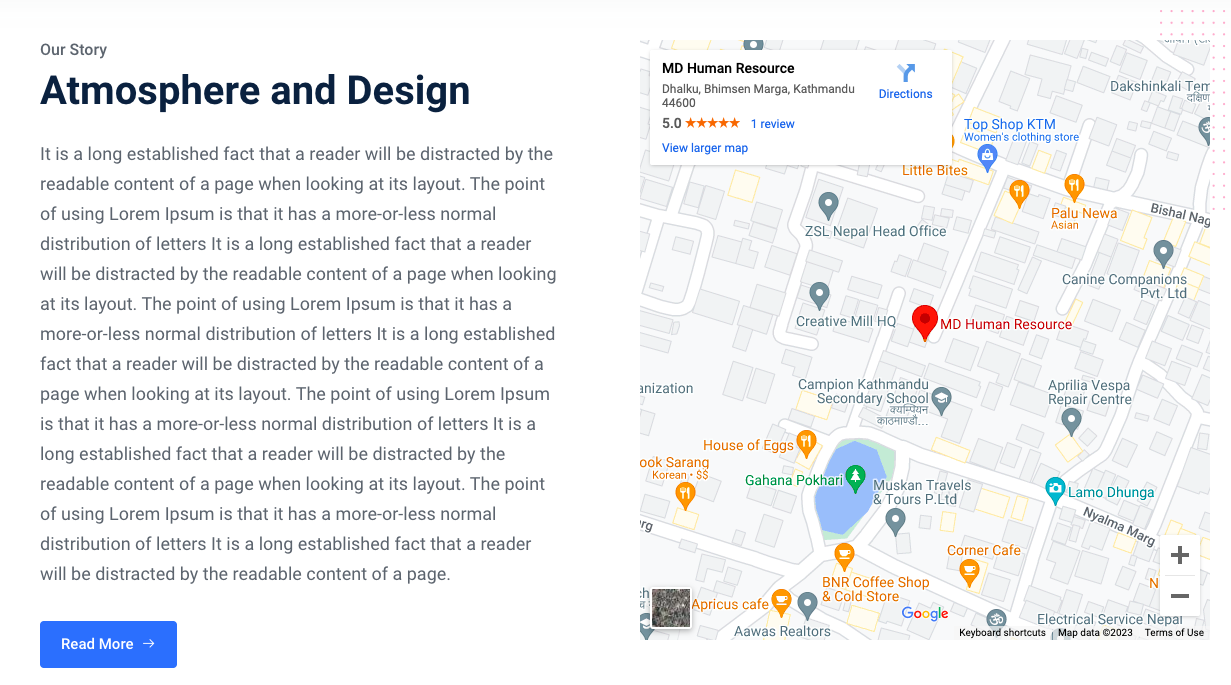 Our Story
Atmosphere and Design
It is a long established fact that a reader will be distracted by the
readable content of a page when looking at its layout. The point
of using Lorem Ipsum is that it has a more-or-less normal
distribution of letters It is a long established fact that a reader
will be distracted by the readable content of a page when looking
at its layout. The point of using Lorem Ipsum is that it has a
more-or-less normal distribution of letters It is a long established
fact that a reader will be distracted by the readable content of a
page when looking at its layout. The point of using Lorem Ipsum
is that it has a more-or-less normal distribution of letters It is a
long established fact that a reader will be distracted by the
readable content of a page when looking at its layout. The point
of using Lorem Ipsum is that it has a more-or-less normal
distribution of letters It is a long established fact that a reader
will be distracted by the readable content of a page.
Read More
MD Human Resource
Dhalku, Bhimsen Marga, Kathmandu
44600
5.0
1 review
View larger map
Directions
Dakshinkali Tem
दक्षिण
Top Shop KTM
Women's clothing store
Little Bites
Palu Newa
Asian
Bishal Nag
ZSL Nepal Head Office
Canine Companions
Pvt. Ltd
Creative Mill HQ
MD Human Resource
anization
Campion Kathmandu
Secondary School
क्याम्पियन
काठमाण्डौ...
Aprilia Vespa
Repair Centre
House of Eggs
ook Sarang
Korean • $$
Gahana Pokhari
Muskan Travels
& Tours P.Ltd
Lamo Dhunga
Nyalma Marg
rg
Corner Cafe
BNR Coffee Shop
& Cold Store
N
Apricus cafe
Google
Electrical Service Nepal
Aawas Realtors
Keyboard shortcuts
Map data ©2023
Terms of Use